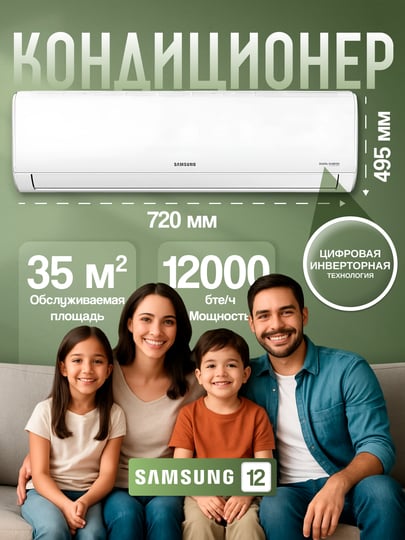 КОНДИЦИОНЕР
SAMSUNG
495 мм
720 мм
ЦИФРОВАЯ
ИНВЕРТОРНАЯ
ТЕХНОЛОГИЯ
35 м²
Обслуживаемая
площадь
12000
бте/ч
Мощность
SAMSUNG 12